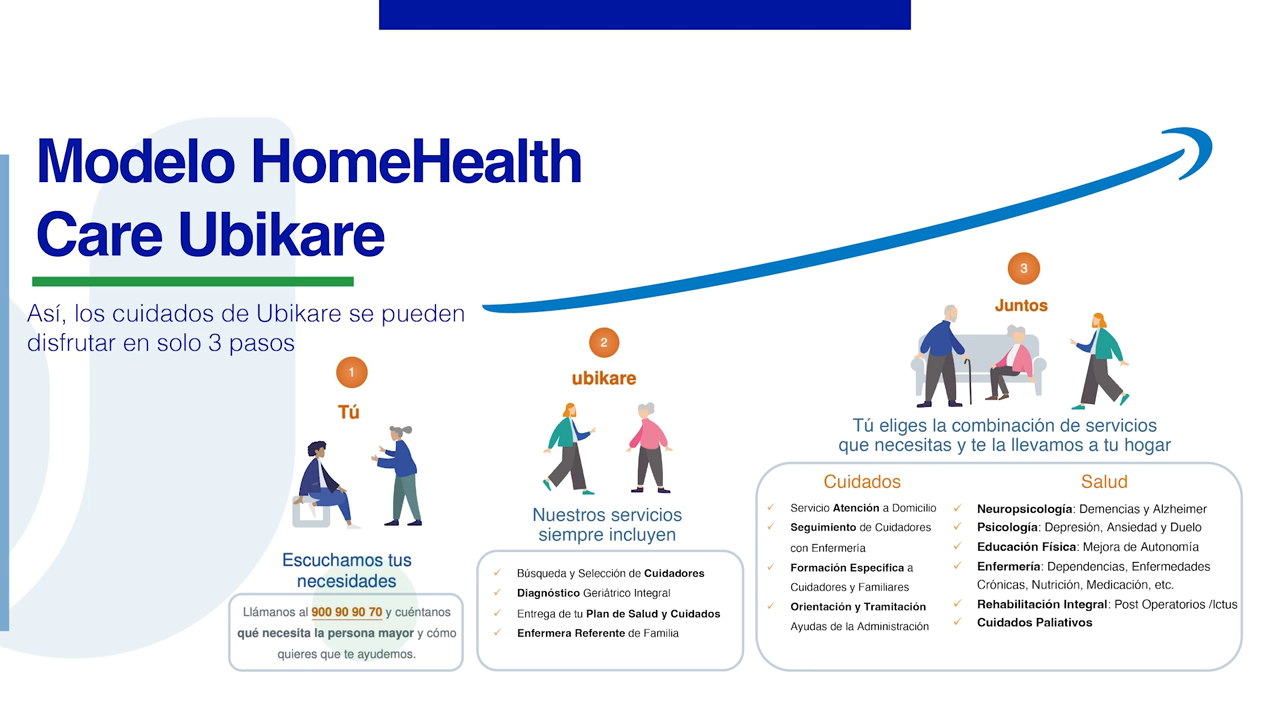 Modelo HomeHealth
Care Ubikare
Así, los cuidados de Ubikare se pueden
disfrutar en solo 3 pasos
1
Tú
Escuchamos tus
necesidades
Llámanos al 900 90 90 70 y cuéntanos
qué necesita la persona mayor y cómo
quieres que te ayudemos.
2
ubikare
Nuestros servicios
siempre incluyen
✓ Búsqueda y Selección de Cuidadores
✓ Diagnóstico Geriátrico Integral
✓ Entrega de tu Plan de Salud y Cuidados
✓ Enfermera Referente de Familia
3
Juntos
Tú eliges la combinación de servicios
que necesitas y te la llevamos a tu hogar
Cuidados
✓ Servicio Atención a Domicilio
✓ Seguimiento de Cuidadores
con Enfermería
✓ Formación Especifica a
Cuidadores y Familiares
✓ Orientación y Tramitación
Ayudas de la Administración
Salud
✓ Neuropsicología: Demencias y Alzheimer
✓ Psicología: Depresión, Ansiedad y Duelo
✓ Educación Física: Mejora de Autonomía
✓ Enfermería: Dependencias, Enfermedades
Crónicas, Nutrición, Medicación, etc.
✓ Rehabilitación Integral: Post Operatorios /Ictus
✓ Cuidados Paliativos